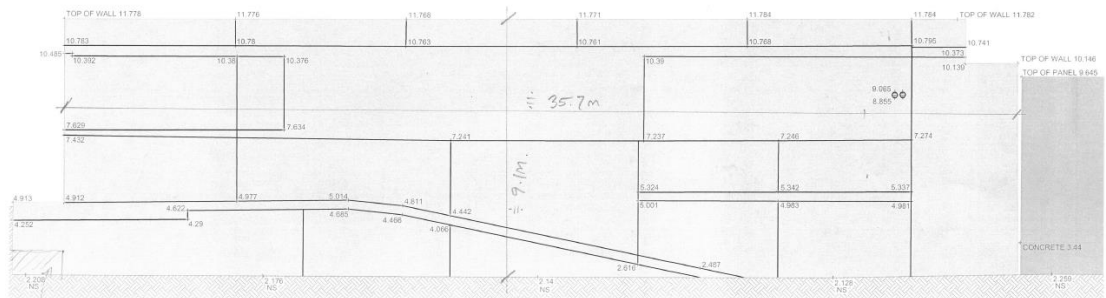 TOP OF WALL 11.778 11.776 11.768 11.771 11.784 11.784 TOP OF WALL 11.782
10.783 10.78 10.763 10.761 10.768 10.795 10.741
10.485 10.392 10.38 10.376 10.39 10.373
10.139 TOP OF WALL 10.146
TOP OF PANEL 9.645
9.065
8.855
35.7m
7.629 7.634
7.432 7.241 7.237 7.246 7.274
9.1m.
5.324 5.342 5.337
4.913 4.912 4.977 5.014 4.811 5.001 4.983 4.981
4.622 4.665 4.466 4.442
4.252 4.29 4.066
CONCRETE 3.44
2.616 2.487
2.208 2.176 2.14 2.128 2.259
NS NS NS NS NS